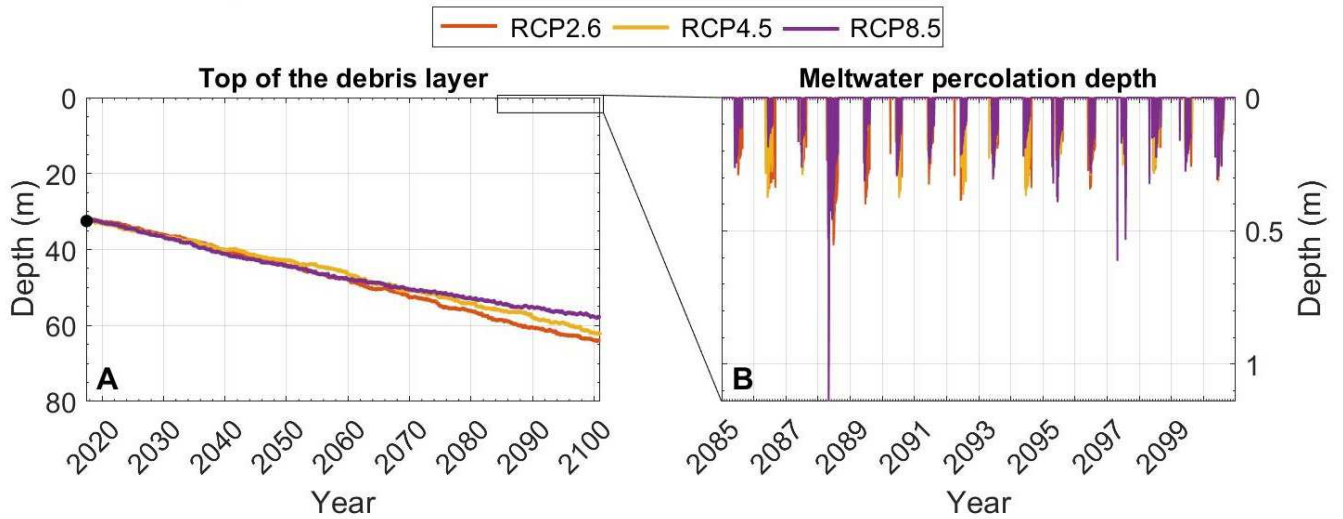 RCP2.6 RCP4.5 RCP8.5
Top of the debris layer
Meltwater percolation depth
0
20
40
60
80
Depth (m)
A
2020 2030 2040 2050 2060 2070 2080 2090 2100
Year
0
0.5
1
Depth (m)
B
2085 2087 2089 2091 2093 2095 2097 2099
Year